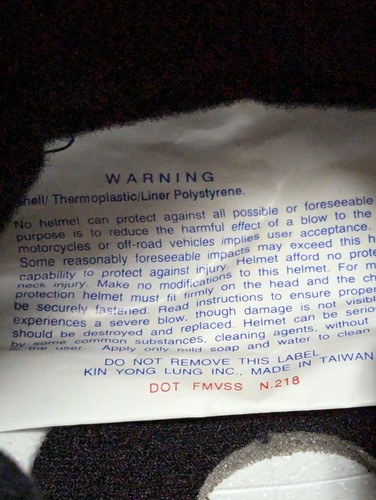 WARNING
Shell/ Thermoplastic/Liner Polystyrene.
No helmet can protect against all possible or foreseeable
purpose is to reduce the harmful effect of a blow to the
motorcycles or off-road vehicles implies user acceptance.
Some reasonably foreseeable impacts may exceed this h
capability to protect against injury. Helmet afford no prote
neck injury. Make no modifications to this helmet. For m
protection helmet must fit firmly on the head and the ch
be securely fastened. Read instructions to ensure proper
experiences a severe blow, though damage is not visibl
should be destroyed and replaced. Helmet can be serio
by some common substances, cleaning agents, without
by the user. Apply only mild soap and water to clean
DO NOT REMOVE THIS LABEL
KIN YONG LUNG INC., MADE IN TAIWAN
DOT FMVSS N.218